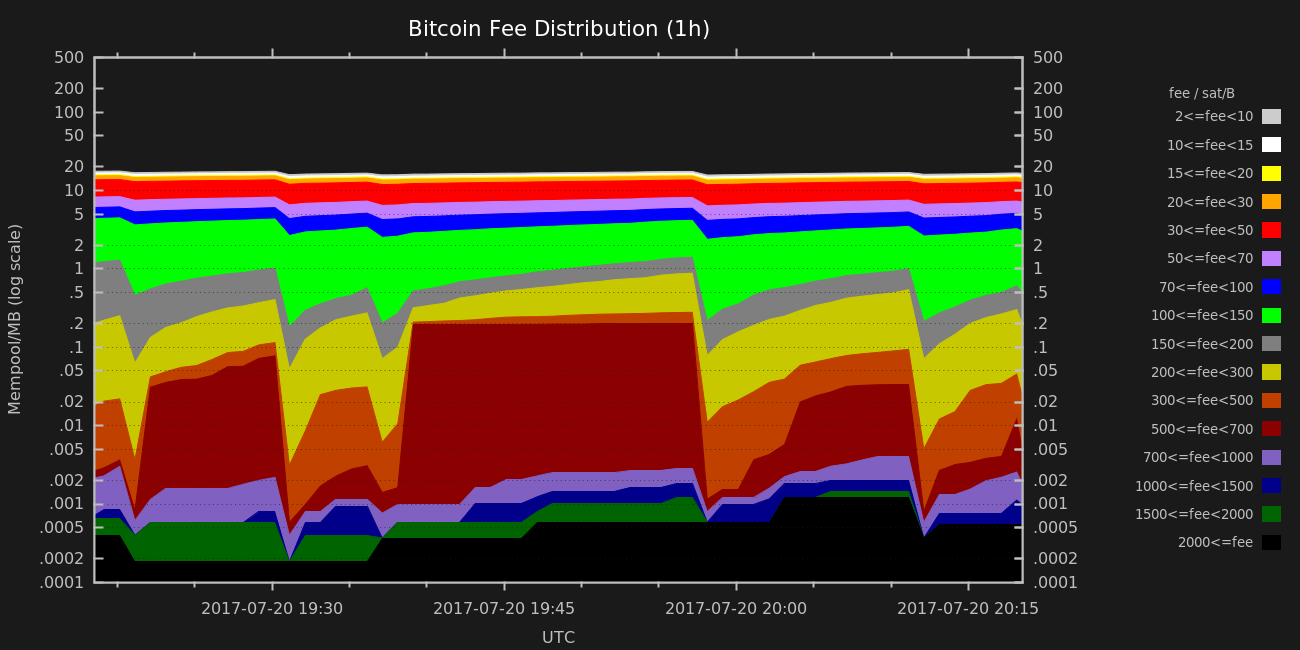 Bitcoin Fee Distribution (1h)
500 500
200 200
100 100
50 50
20 20
10 10
5 5
2 2
1 1
.5 .5
.2 .2
.1 .1
.05 .05
.02 .02
.01 .01
.005 .005
.002 .002
.001 .001
.0005 .0005
.0002 .0002
.0001 .0001
Mempool/MB (log scale)
2017-07-20 19:30 2017-07-20 19:45 2017-07-20 20:00 2017-07-20 20:15
UTC
fee / sat/B
2<=fee<10
10<=fee<15
15<=fee<20
20<=fee<30
30<=fee<50
50<=fee<70
70<=fee<100
100<=fee<150
150<=fee<200
200<=fee<300
300<=fee<500
500<=fee<700
700<=fee<1000
1000<=fee<1500
1500<=fee<2000
2000<=fee